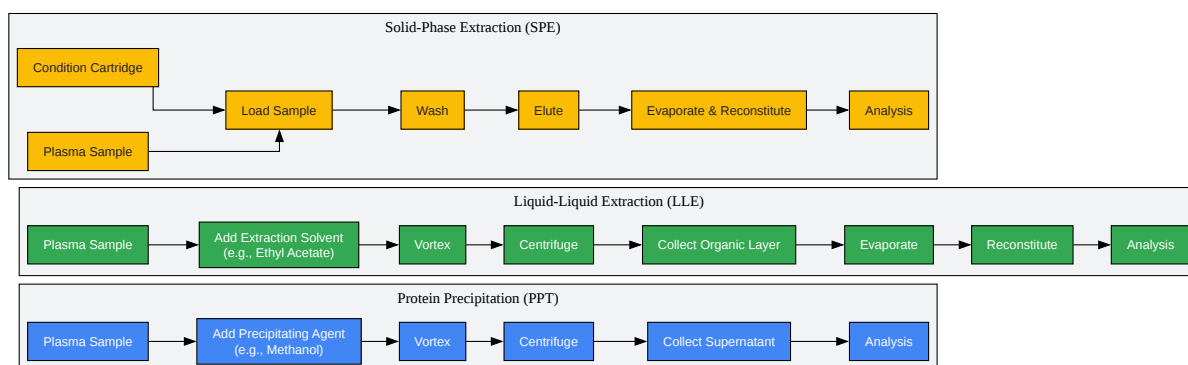 Solid-Phase Extraction (SPE)
Condition Cartridge
Load Sample
Wash
Elute
Evaporate & Reconstitute
Analysis
Plasma Sample
Liquid-Liquid Extraction (LLE)
Plasma Sample
Add Extraction Solvent
(e.g., Ethyl Acetate)
Vortex
Centrifuge
Collect Organic Layer
Evaporate
Reconstitute
Analysis
Protein Precipitation (PPT)
Plasma Sample
Add Precipitating Agent
(e.g., Methanol)
Vortex
Centrifuge
Collect Supernatant
Analysis